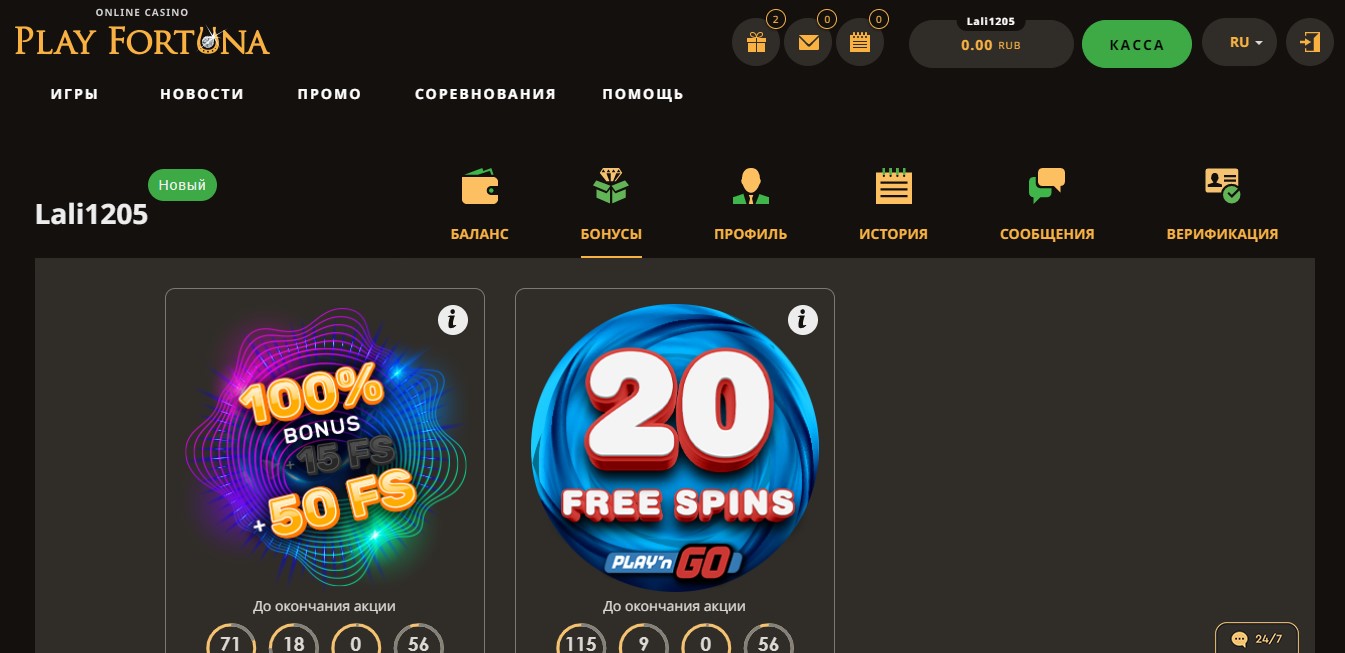 ONLINE CASINO
PLAY FORTUNA
2
0
0
Lali1205
0.00 RUB
КАССА
RU
ИГРЫ
НОВОСТИ
ПРОМО
СОРЕВНОВАНИЯ
ПОМОЩЬ
Новый
Lali1205
БАЛАНС
БОНУСЫ
ПРОФИЛЬ
ИСТОРИЯ
СООБЩЕНИЯ
ВЕРИФИКАЦИЯ
i
100%
BONUS
+ 15 FS
+ 50 FS
До окончания акции
71 18 0 56
i
20
FREE SPINS
PLAY'n GO
До окончания акции
115 9 0 56
24/7